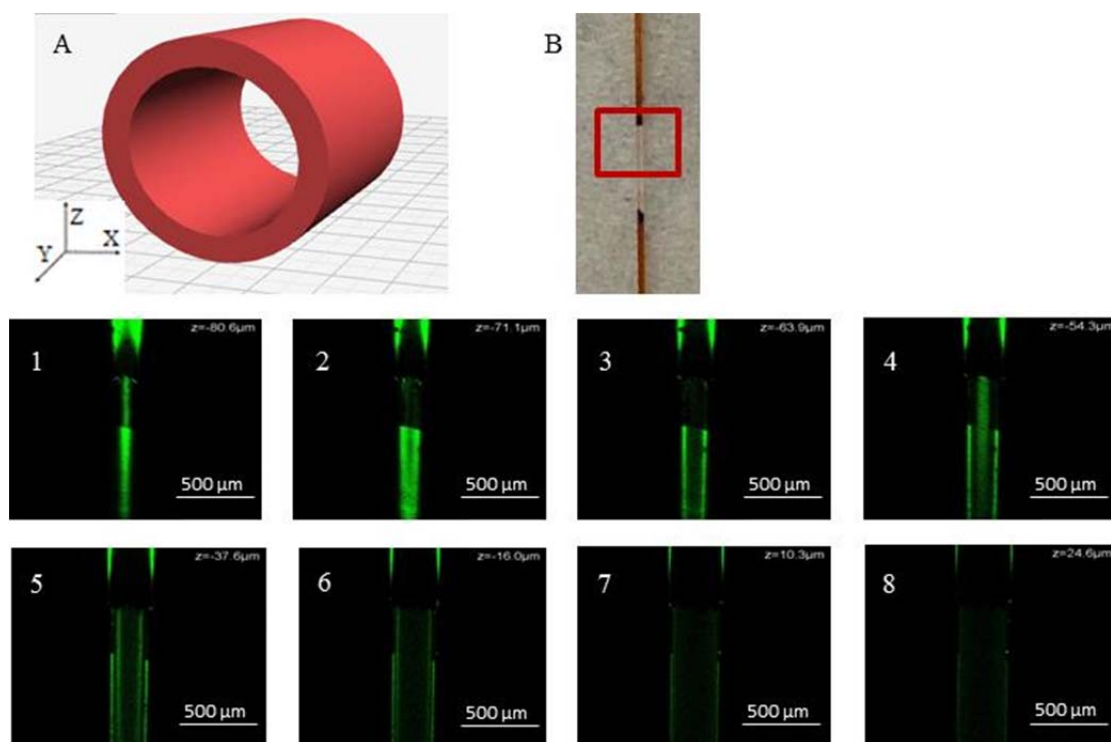 A
B
Z
Y
X
z=-80.6µm
1
500 µm
z=-71.1µm
2
500 µm
z=-63.9µm
3
500 µm
z=-54.3µm
4
500 µm
z=-37.6µm
5
500 µm
z=-16.0µm
6
500 µm
z=10.3µm
7
500 µm
z=24.6µm
8
500 µm